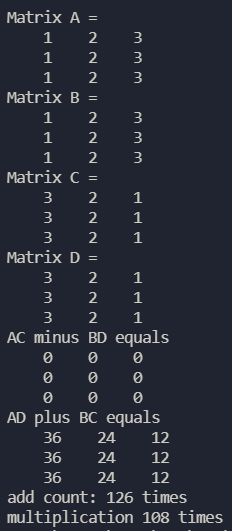 Matrix A =
1 2 3
1 2 3
1 2 3
Matrix B =
1 2 3
1 2 3
1 2 3
Matrix C =
3 2 1
3 2 1
3 2 1
Matrix D =
3 2 1
3 2 1
3 2 1
AC minus BD equals
0 0 0
0 0 0
0 0 0
AD plus BC equals
36 24 12
36 24 12
36 24 12
add count: 126 times
multiplication 108 times